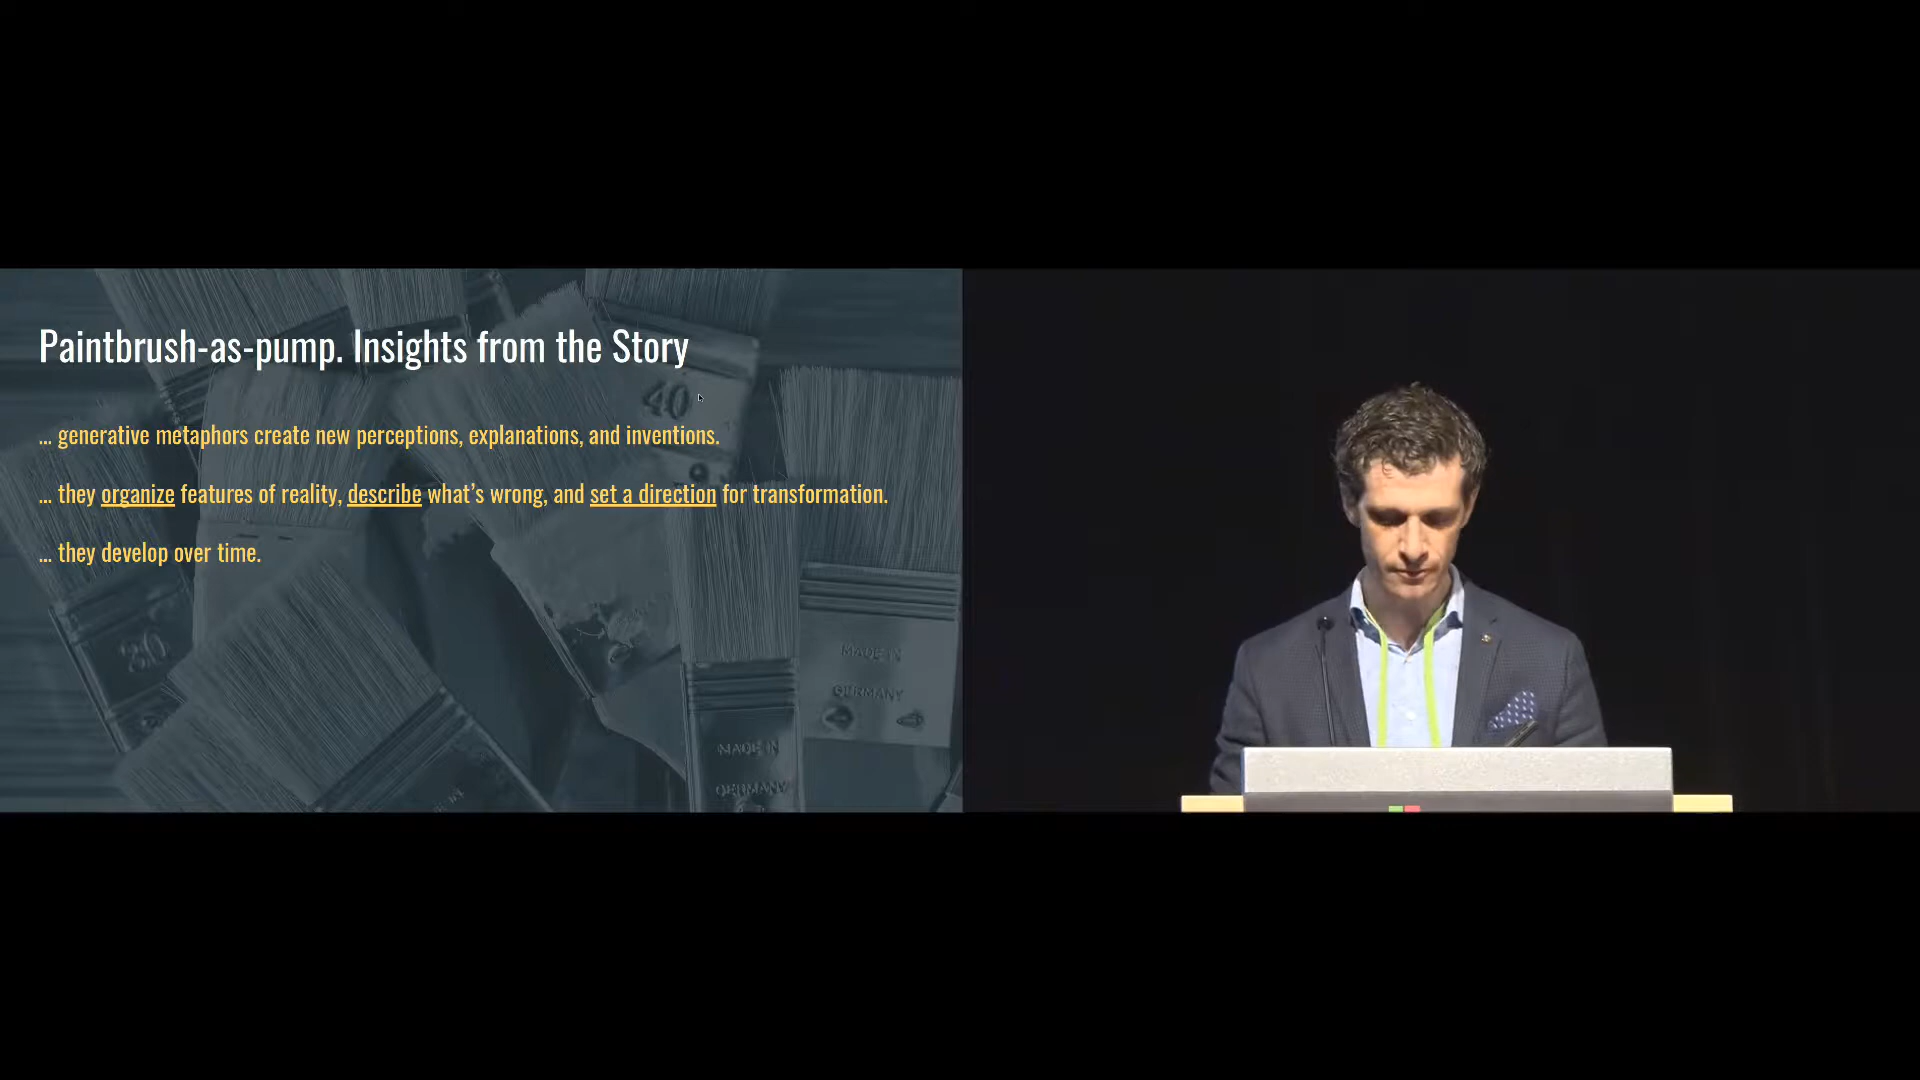 Paintbrush-as-pump. Insights from the Story
... generative metaphors create new perceptions, explanations, and inventions.
... they organize features of reality, describe what’s wrong, and set a direction for transformation.
... they develop over time.
40
30
MADE IN
GERMANY
MADE IN
GERMANY